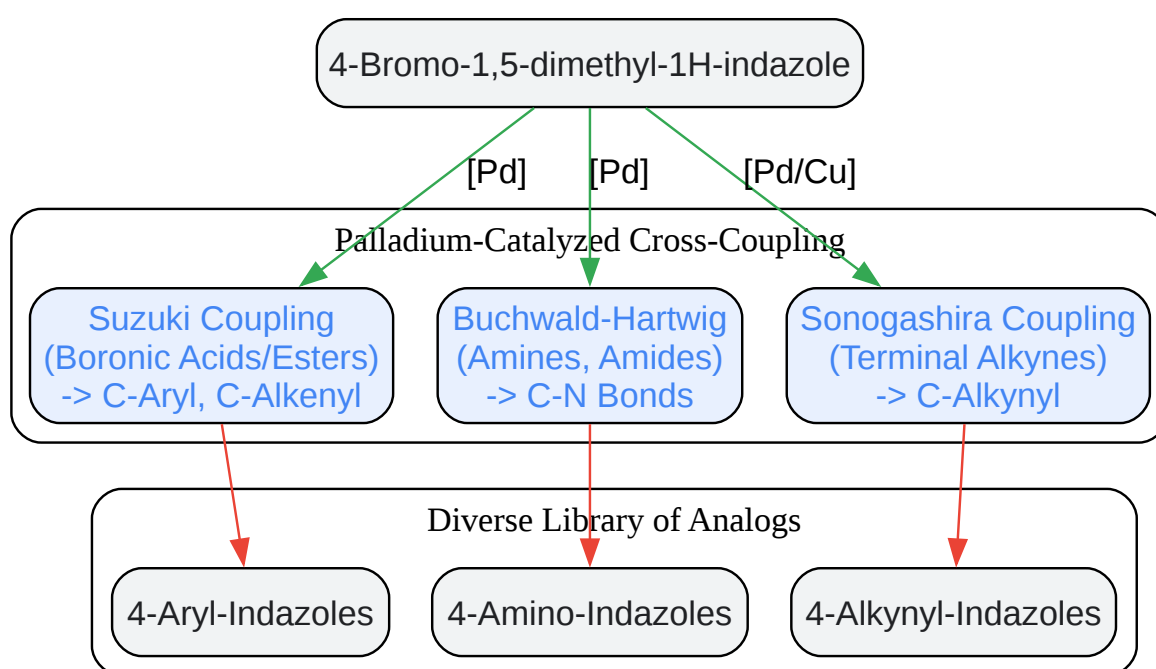 4-Bromo-1,5-dimethyl-1H-indazole
[Pd] [Pd] [Pd/Cu]
Palladium-Catalyzed Cross-Coupling
Suzuki Coupling
(Boronic Acids/Esters)
-> C-Aryl, C-Alkenyl
Buchwald-Hartwig
(Amines, Amides)
-> C-N Bonds
Sonogashira Coupling
(Terminal Alkynes)
-> C-Alkynyl
Diverse Library of Analogs
4-Aryl-Indazoles
4-Amino-Indazoles
4-Alkynyl-Indazoles